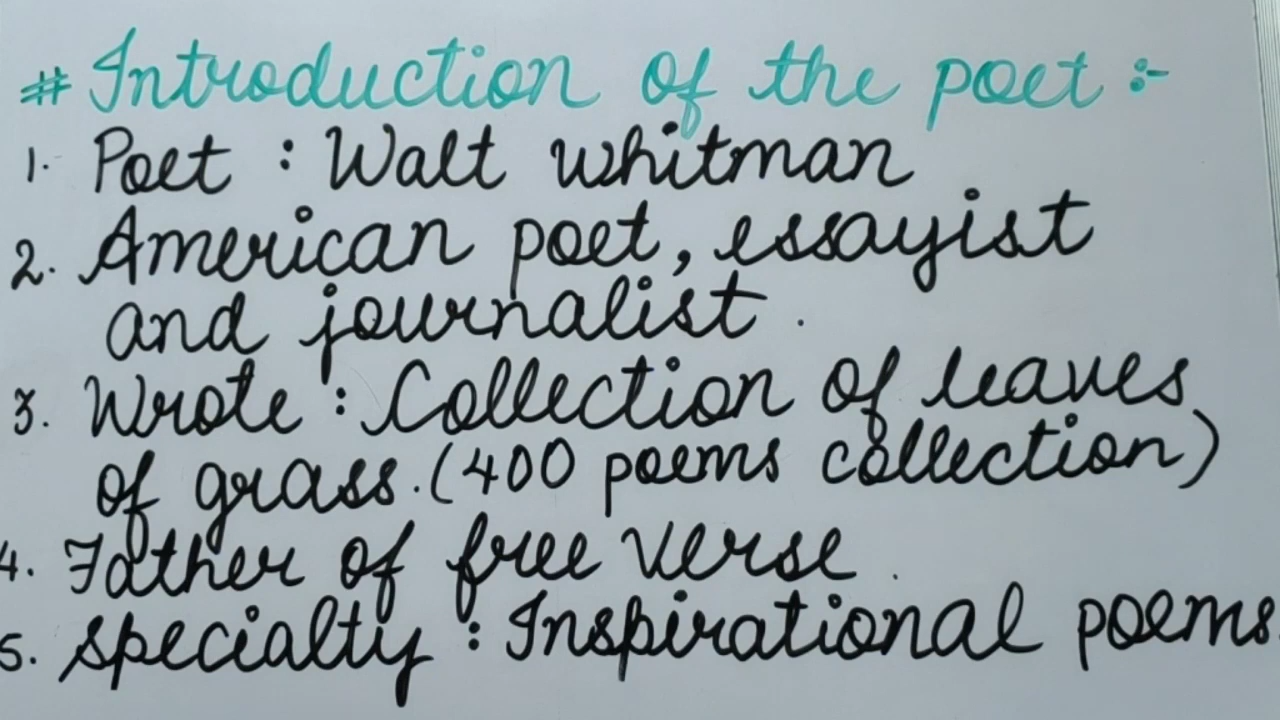 # Introduction of the poet :-
1. Poet : Walt whitman
2. American poet, essayist
and journalist.
3. Wrote : Collection of leaves
of grass. (400 poems collection)
4. Father of free verse.
5. specialty : Inspirational poems.